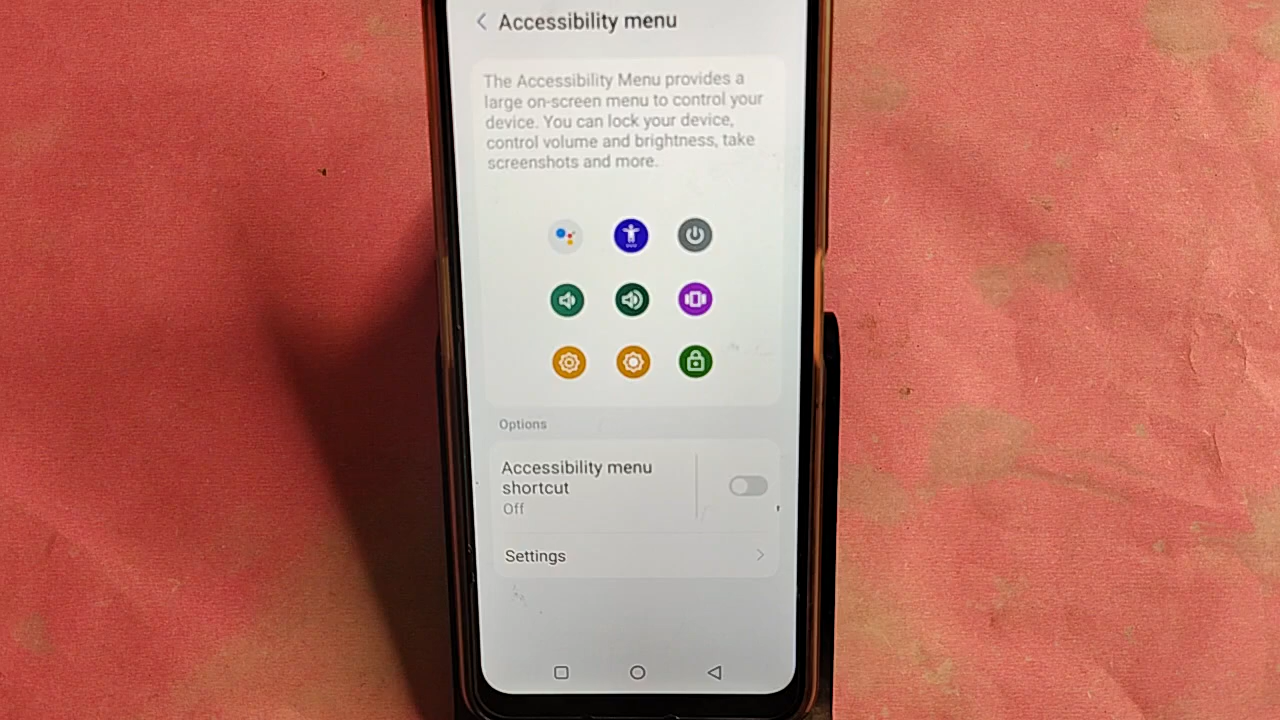 Accessibility menu
The Accessibility Menu provides a
large on-screen menu to control your
device. You can lock your device,
control volume and brightness, take
screenshots and more.
Options
Accessibility menu
shortcut
Off
Settings